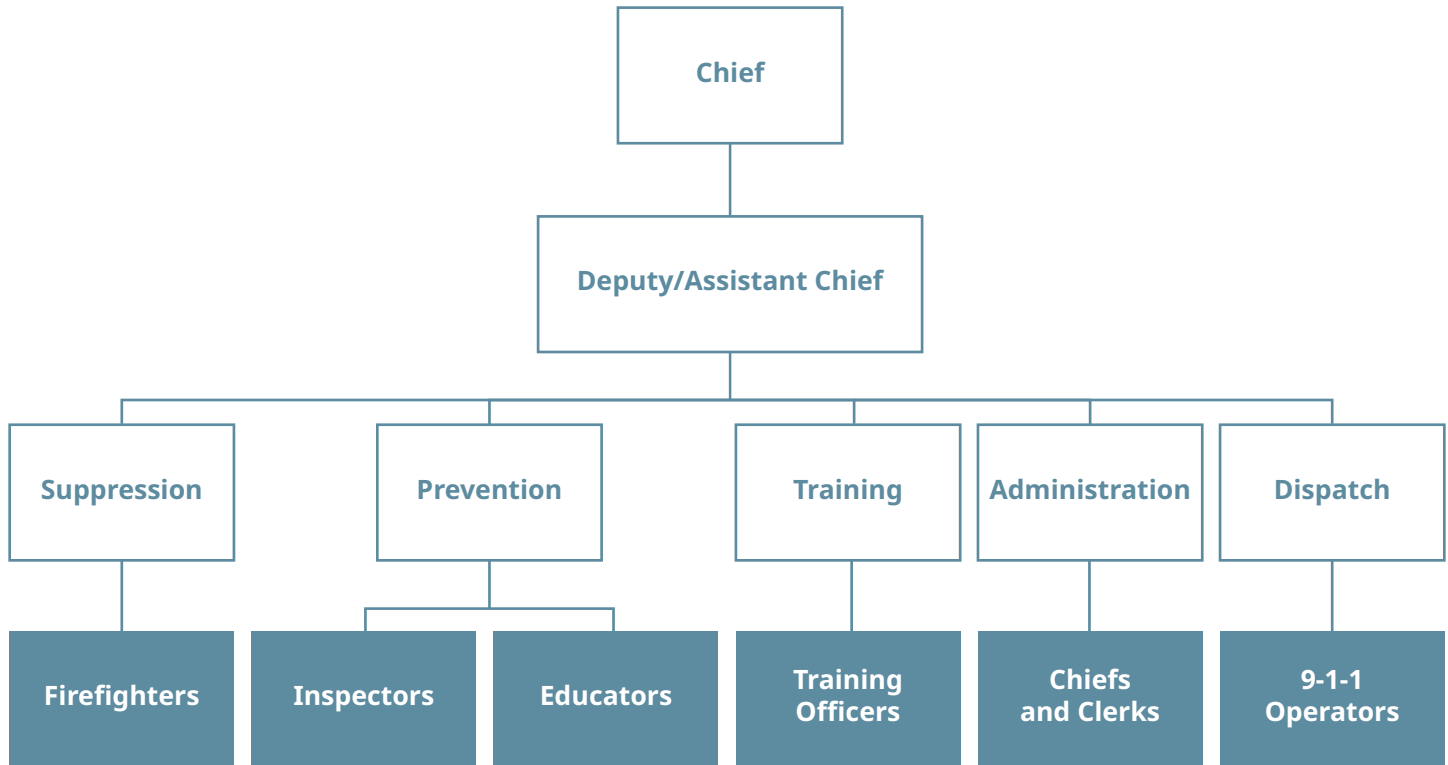 Chief
Deputy/Assistant Chief
Suppression
Prevention
Training
Administration
Dispatch
Firefighters
Inspectors
Educators
Training
Officers
Chiefs
and Clerks
9-1-1
Operators